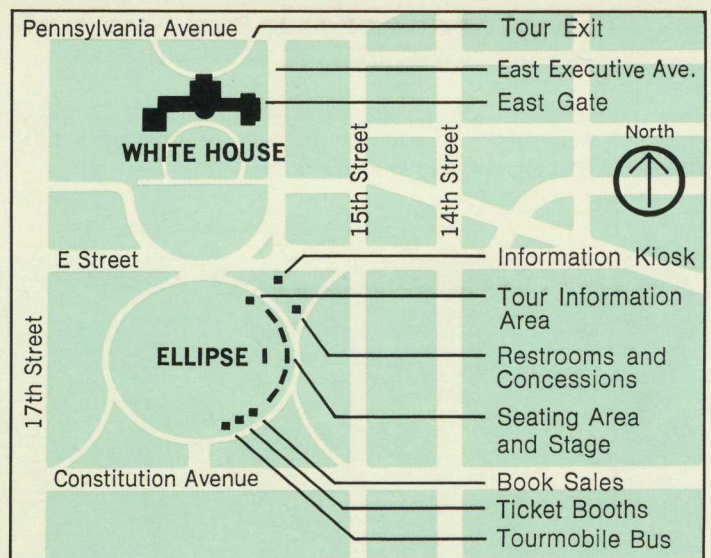 Pennsylvania Avenue
Tour Exit
East Executive Ave.
East Gate
WHITE HOUSE
15th Street
14th Street
North
E Street
Information Kiosk
Tour Information
Area
17th Street
ELLIPSE
Restrooms and
Concessions
Seating Area
and Stage
Constitution Avenue
Book Sales
Ticket Booths
Tourmobile Bus